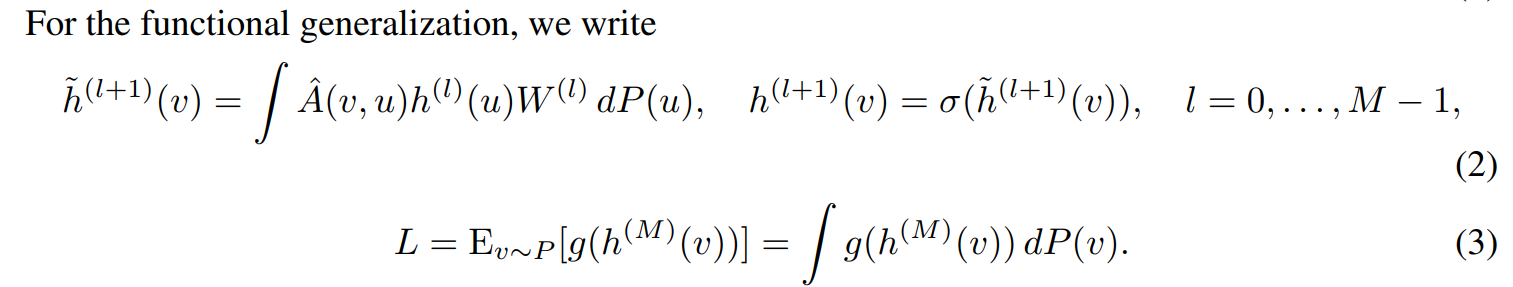 For the functional generalization, we write
h̃^{(l+1)}(v) = ∫ Â(v, u)h^{(l)}(u)W^{(l)} dP(u), h^{(l+1)}(v) = σ(h̃^{(l+1)}(v)), l = 0, . . . , M − 1,
(2)
L = E_{v∼P}[g(h^{(M)}(v))] = ∫ g(h^{(M)}(v)) dP(v). (3)